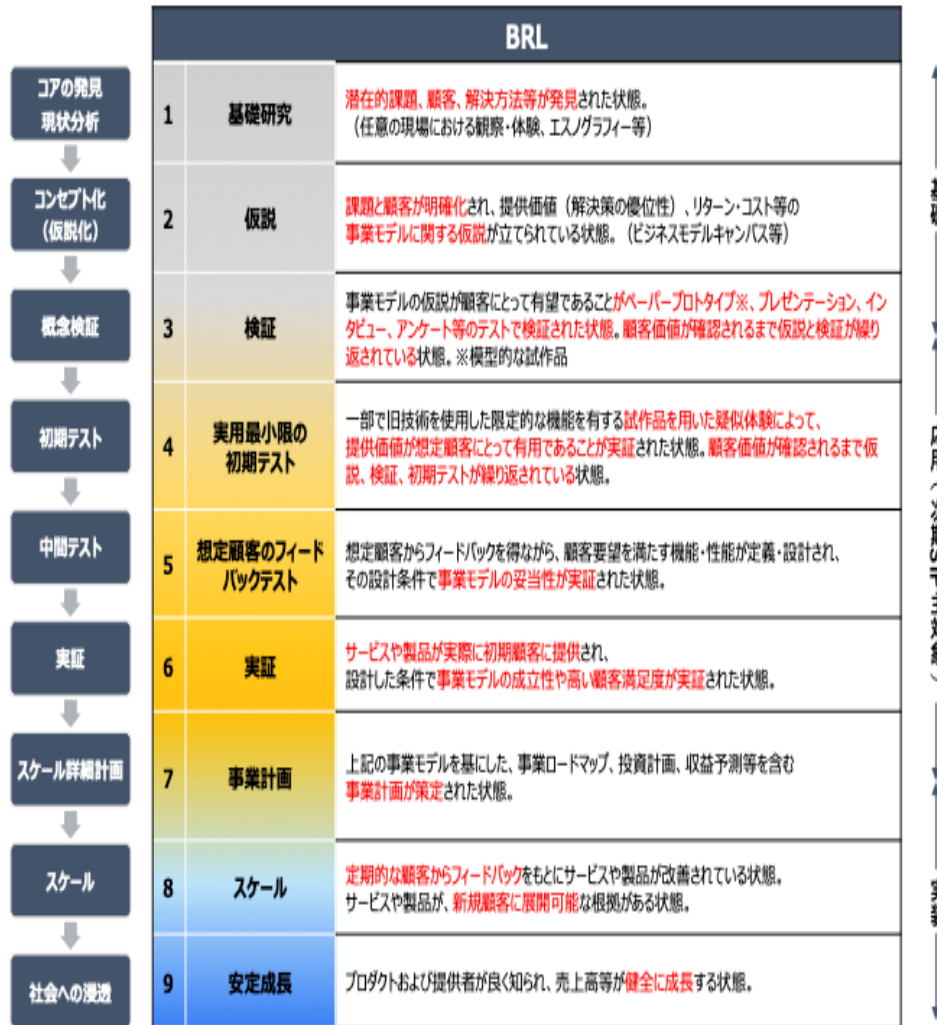 BRL
コアの発見
現状分析
1
基礎研究
潜在的課題、顧客、解決方法等が発見された状態。
（任意の現場における観察・体験、エスノグラフィー等）
コンセプト化
（仮説化）
2
仮説
課題と顧客が明確化され、提供価値（解決策の優位性）、リターン・コスト等の
事業モデルに関する仮説が立てられている状態。（ビジネスモデルキャンバス等）
概念検証
3
検証
事業モデルの仮説が顧客にとって有望であることがペーパープロトタイプ※、プレゼンテーション、イン
タビュー、アンケート等のテストで検証された状態。顧客価値が確認されるまで仮説と検証が繰り
返されている状態。※模型的な試作品
初期テスト
4
実用最小限の
初期テスト
一部で旧技術を使用した限定的な機能を有する試作品を用いた疑似体験によって、
提供価値が想定顧客にとって有用であることが実証された状態。顧客価値が確認されるまで仮
説、検証、初期テストが繰り返されている状態。
中間テスト
5
想定顧客のフィード
バックテスト
想定顧客からフィードバックを得ながら、顧客要望を満たす機能・性能が定義・設計され、
その設計条件で事業モデルの妥当性が実証された状態。
実証
6
実証
サービスや製品が実際に初期顧客に提供され、
設計した条件で事業モデルの成立性や高い顧客満足度が実証された状態。
スケール詳細計画
7
事業計画
上記の事業モデルを基にした、事業ロードマップ、投資計画、収益予測等を含む
事業計画が策定された状態。
スケール
8
スケール
定期的な顧客からフィードバックをもとにサービスや製品が改善されている状態。
サービスや製品が、新規顧客に展開可能な根拠がある状態。
社会への浸透
9
安定成長
プロダクトおよび提供者が良く知られ、売上高等が健全に成長する状態。